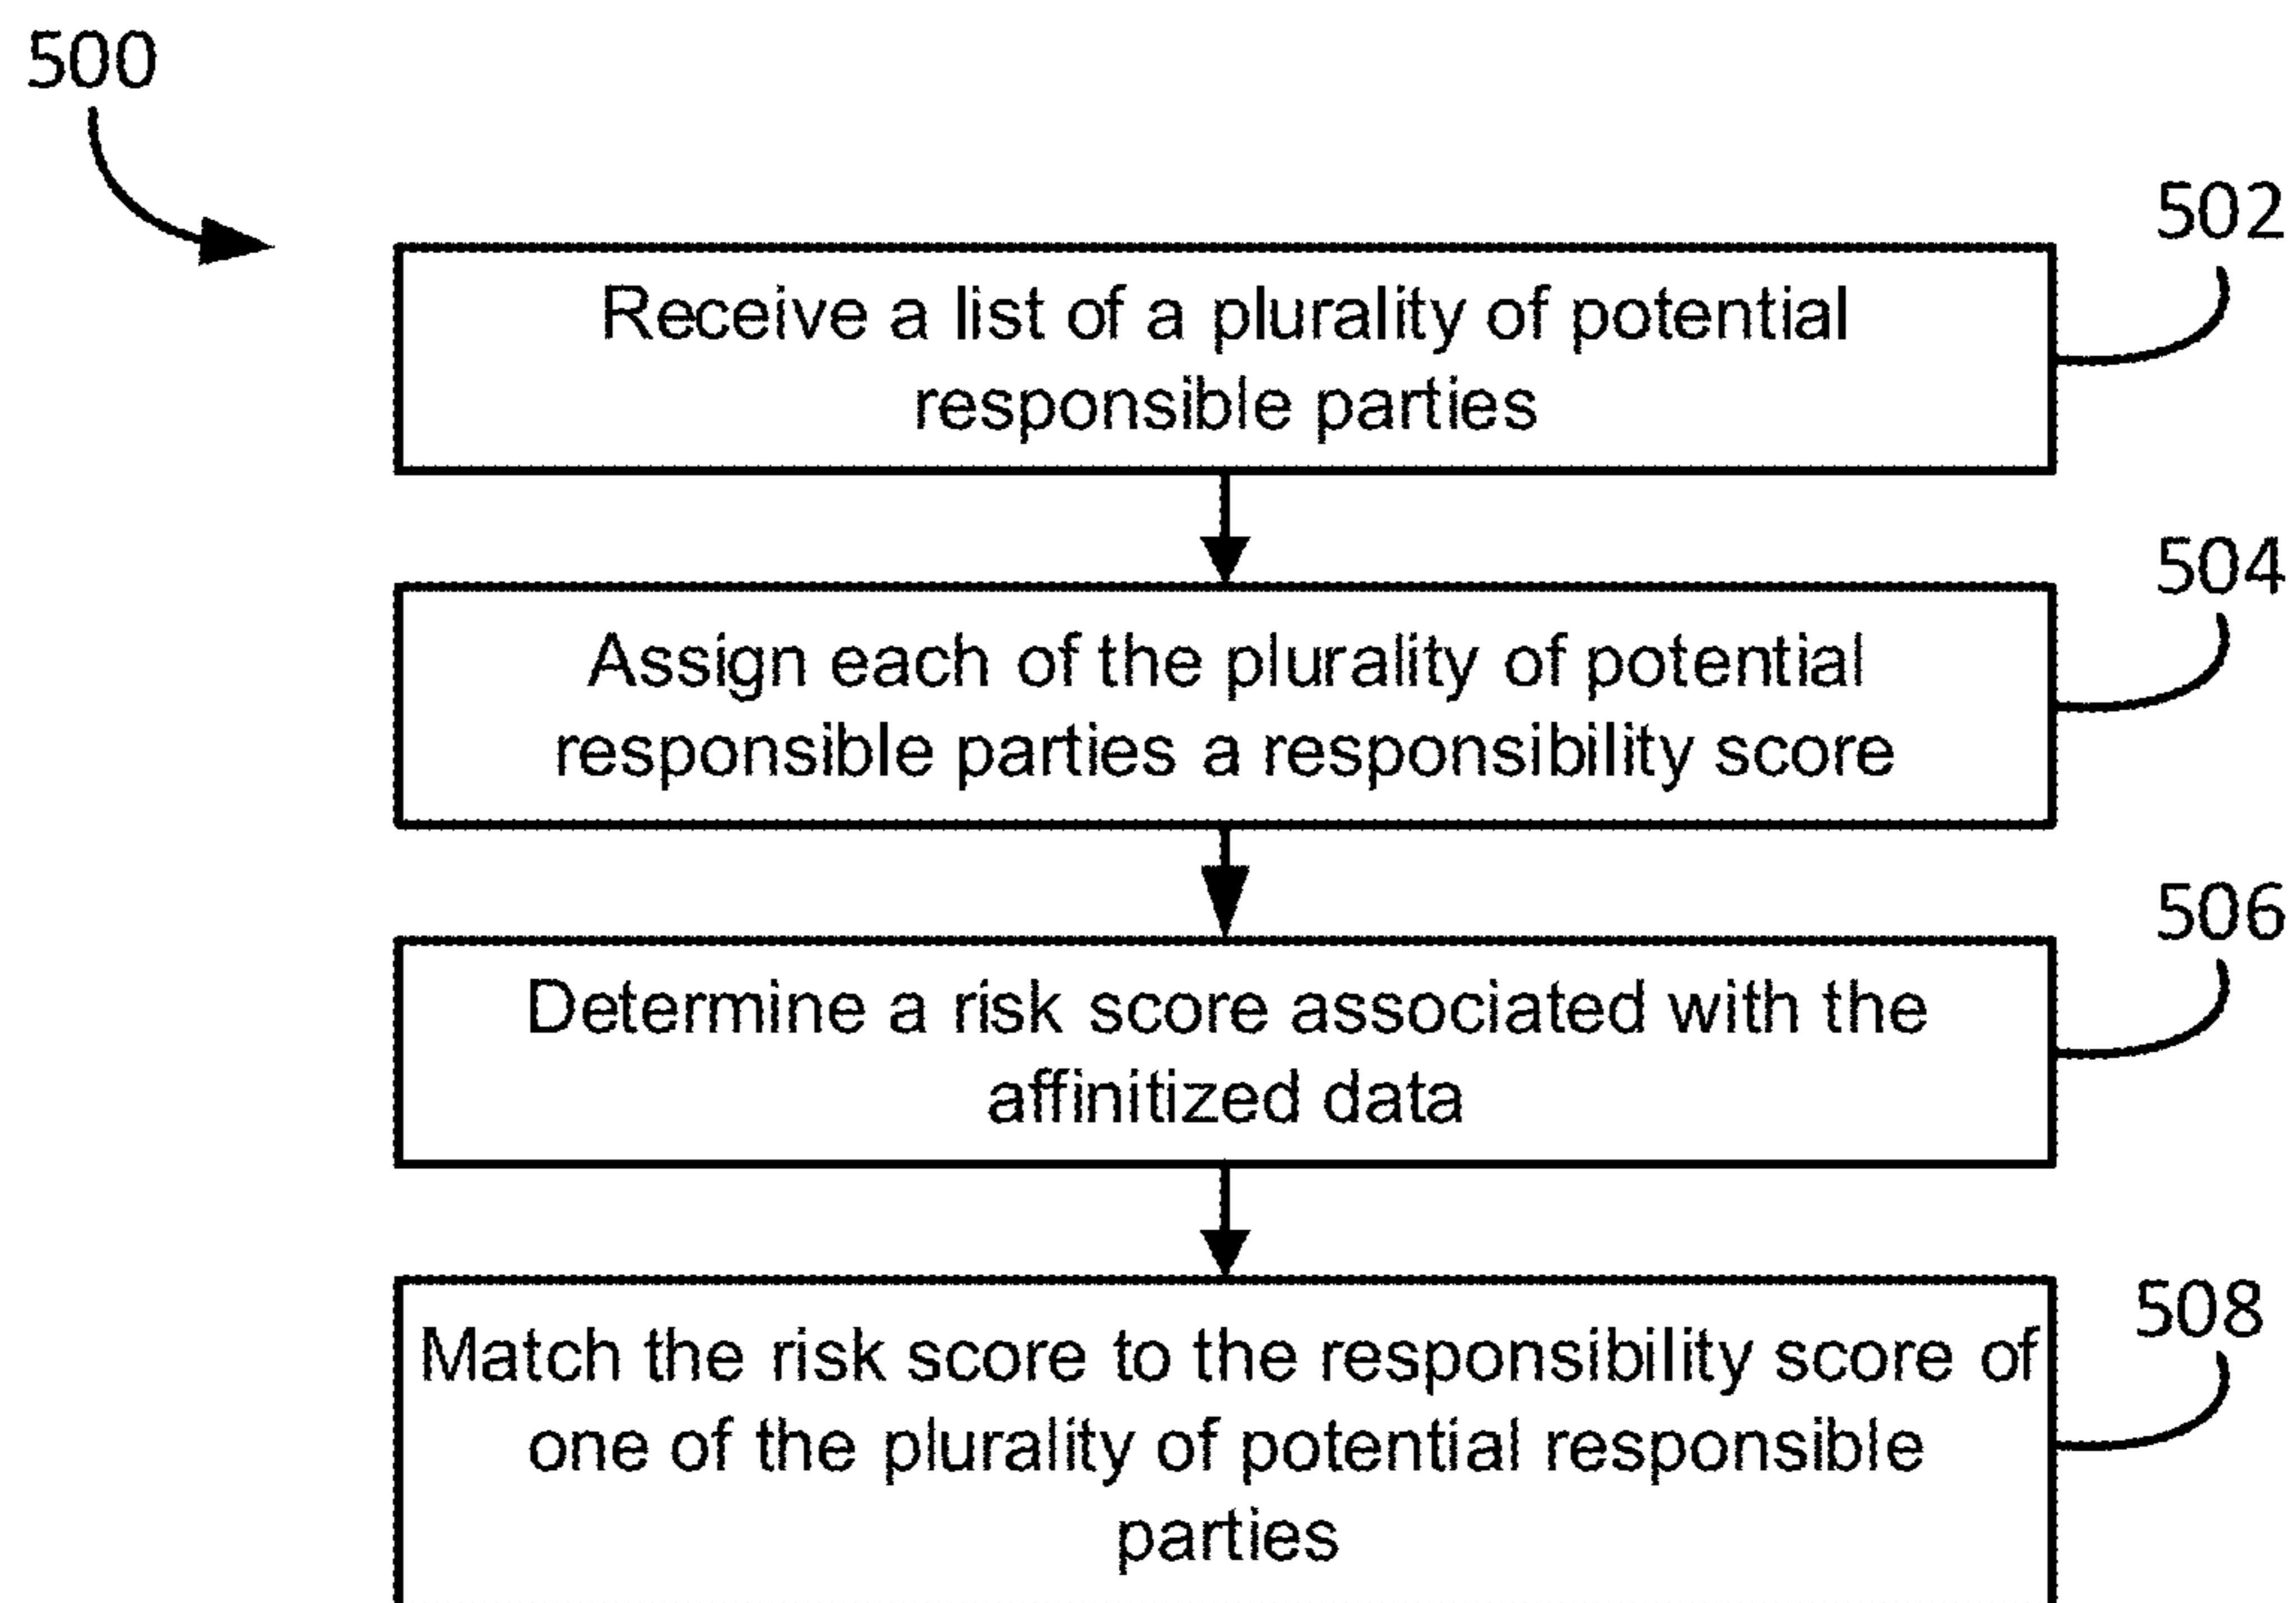 500
502
Receive a list of a plurality of potential
responsible parties
504
Assign each of the plurality of potential
responsible parties a responsibility score
506
Determine a risk score associated with the
affinitized data
508
Match the risk score to the responsibility score of
one of the plurality of potential responsible
parties